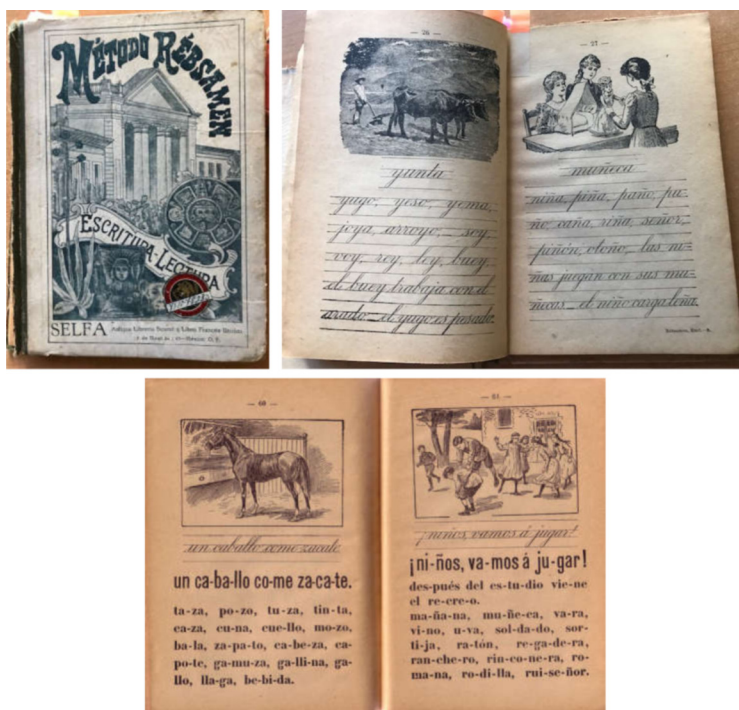 MÉTODO RÉBSAMEN
ESCRITURA-LECTURA
SELFA
— 26 —
yunta
yugo, yeso, yema,
joya, arroyo, soy,
voy, rey, ley, buey
el buey trabaja con el
arado_el yugo es pesado
— 27 —
muñeca
niña, piña, paño, pu-
ño, caña, riña, señor,
piñón, otoño, las ni-
ñas juegan con sus mu-
ñecas_el niño carga leña.
— 60 —
un caballo come zacate
un ca-ba-llo co-me za-ca-te.
ta-za, po-zo, tu-za, tin-ta,
ca-za, cu-na, cue-llo, mo-zo,
ba-la, za-pa-to, ca-be-za, ca-
po-te, ga-mu-za, ga-lli-na, ga-
llo, lla-ga, be-bi-da.
— 61 —
¡niños, vamos á jugar!
¡ni-ños, va-mos á ju-gar!
des-pués del es-tu-dio vie-ne
el re-cre-o.
ma-ña-na, mu-ñe-ca, va-ra,
vi-no, u-va, sol-da-do, sor-
ti-ja, ra-tón, re-ga-de-ra,
ran-che-ro, rin-co-ne-ra, ro-
ma-na, ro-di-lla, rui-se-ñor.